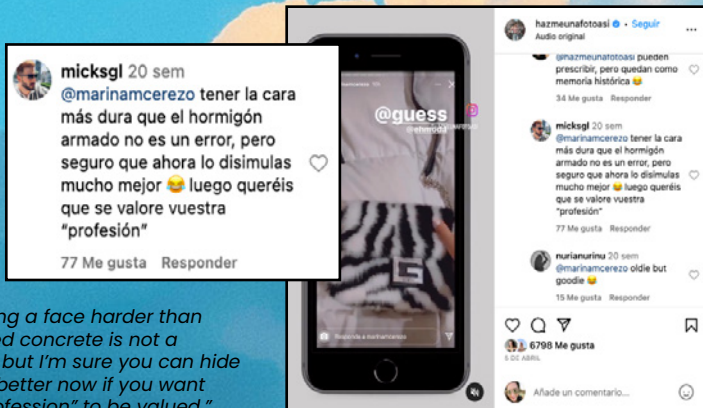 micksgl 20 sem
@marinamcerezo tener la cara
más dura que el hormigón
armado no es un error, pero
seguro que ahora lo disimulas
mucho mejor 😂 luego queréis
que se valore vuestra
“profesión”
77 Me gusta Responder
ng a face harder than
ed concrete is not a
but I’m sure you can hide
better now if you want
ofession” to be valued.”
@guess
hazmeunafotoasi • Seguir
Audio original
@hazmeunafotoasi pueden
prescribir, pero quedan como
memoria histórica 😂
34 Me gusta Responder
micksgl 20 sem
@marinamcerezo tener la cara
más dura que el hormigón
armado no es un error, pero
seguro que ahora lo disimulas
mucho mejor 😂 luego queréis
que se valore vuestra
“profesión”
77 Me gusta Responder
nurianurinu 20 sem
@marinamcerezo oldie but
goodie 😂
15 Me gusta Responder
6798 Me gusta
5 DE ABRIL
Añade un comentario...